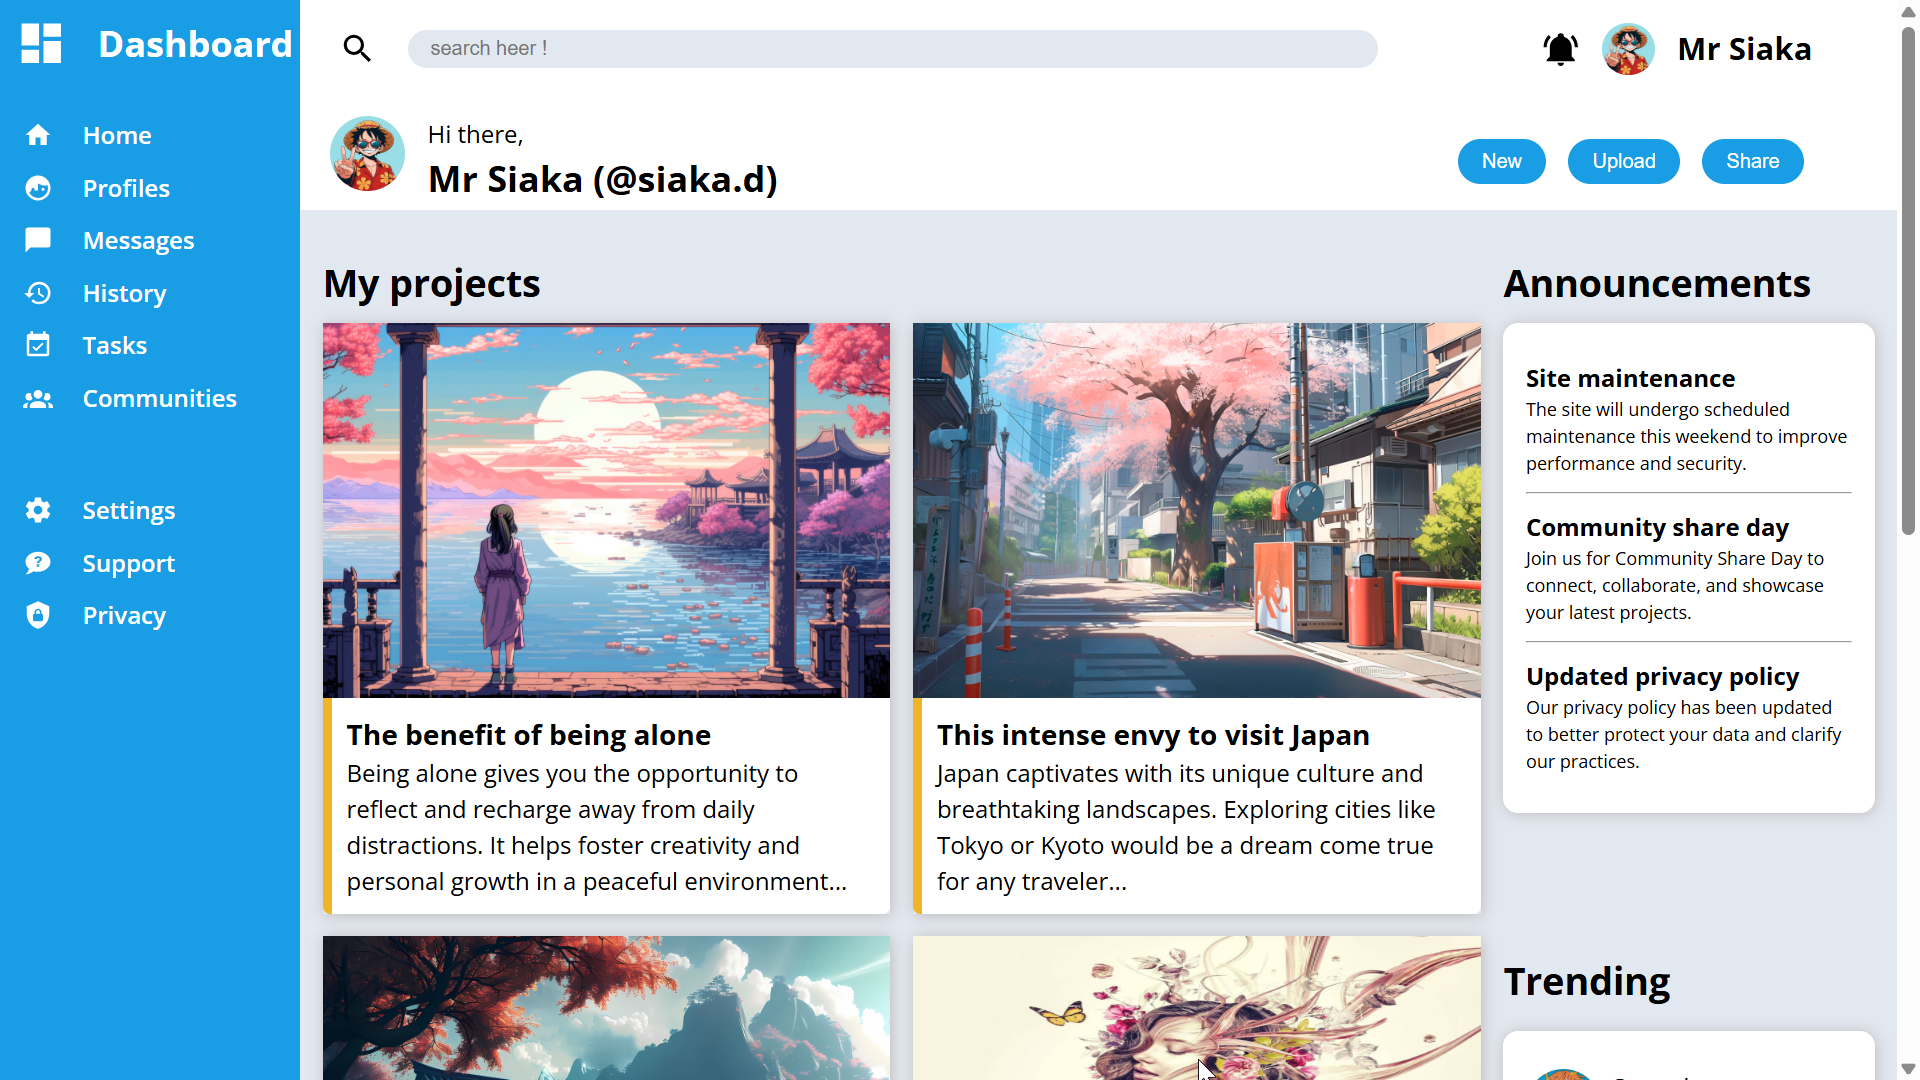 Dashboard
search heer !
Mr Siaka
Home
Profiles
Messages
History
Tasks
Communities
Settings
Support
Privacy
Hi there,
Mr Siaka (@siaka.d)
New
Upload
Share
My projects
The benefit of being alone
Being alone gives you the opportunity to
reflect and recharge away from daily
distractions. It helps foster creativity and
personal growth in a peaceful environment...
This intense envy to visit Japan
Japan captivates with its unique culture and
breathtaking landscapes. Exploring cities like
Tokyo or Kyoto would be a dream come true
for any traveler...
Announcements
Site maintenance
The site will undergo scheduled
maintenance this weekend to improve
performance and security.
Community share day
Join us for Community Share Day to
connect, collaborate, and showcase
your latest projects.
Updated privacy policy
Our privacy policy has been updated
to better protect your data and clarify
our practices.
Trending